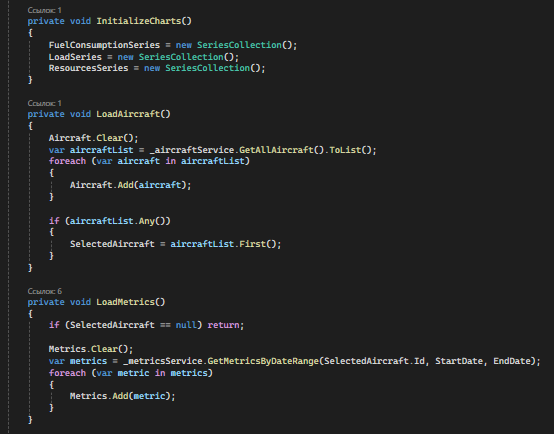 Ссылок: 1
private void InitializeCharts()
{
    FuelConsumptionSeries = new SeriesCollection();
    LoadSeries = new SeriesCollection();
    ResourcesSeries = new SeriesCollection();
}
Ссылок: 1
private void LoadAircraft()
{
    Aircraft.Clear();
    var aircraftList = _aircraftService.GetAllAircraft().ToList();
    foreach (var aircraft in aircraftList)
    {
        Aircraft.Add(aircraft);
    }

    if (aircraftList.Any())
    {
        SelectedAircraft = aircraftList.First();
    }
}
Ссылок: 6
private void LoadMetrics()
{
    if (SelectedAircraft == null) return;

    Metrics.Clear();
    var metrics = _metricsService.GetMetricsByDateRange(SelectedAircraft.Id, StartDate, EndDate);
    foreach (var metric in metrics)
    {
        Metrics.Add(metric);
    }
}